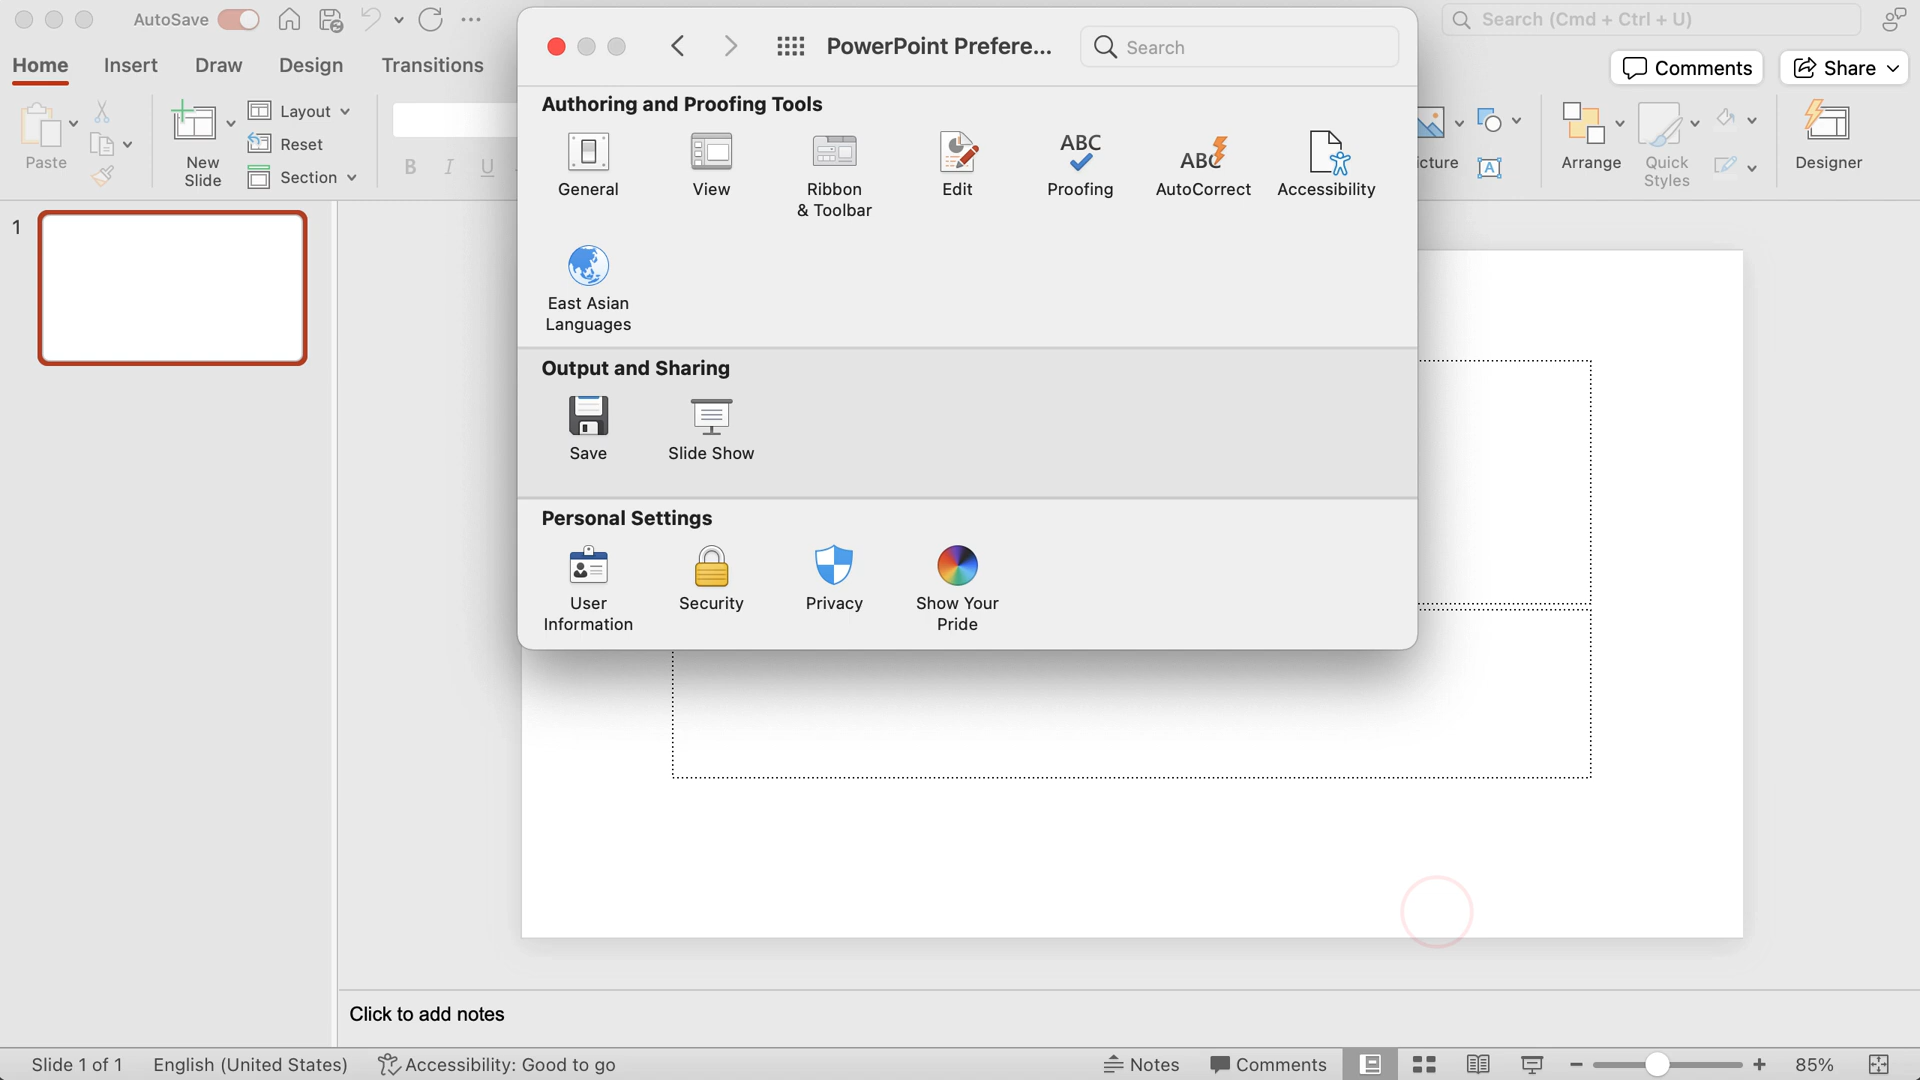 AutoSave
PowerPoint Prefere...
Search
Search (Cmd + Ctrl + U)
Home Insert Draw Design Transitions
Comments Share
Paste
New
Slide
Layout
Reset
Section
B I U
Authoring and Proofing Tools
General
View
Ribbon
& Toolbar
Edit
ABC
Proofing
ABC
AutoCorrect
Accessibility
East Asian
Languages
icture
A
Arrange
Quick
Styles
Designer
1
Output and Sharing
Save
Slide Show
Personal Settings
User
Information
Security
Privacy
Show Your
Pride
Click to add notes
Slide 1 of 1 English (United States) Accessibility: Good to go Notes Comments 85%